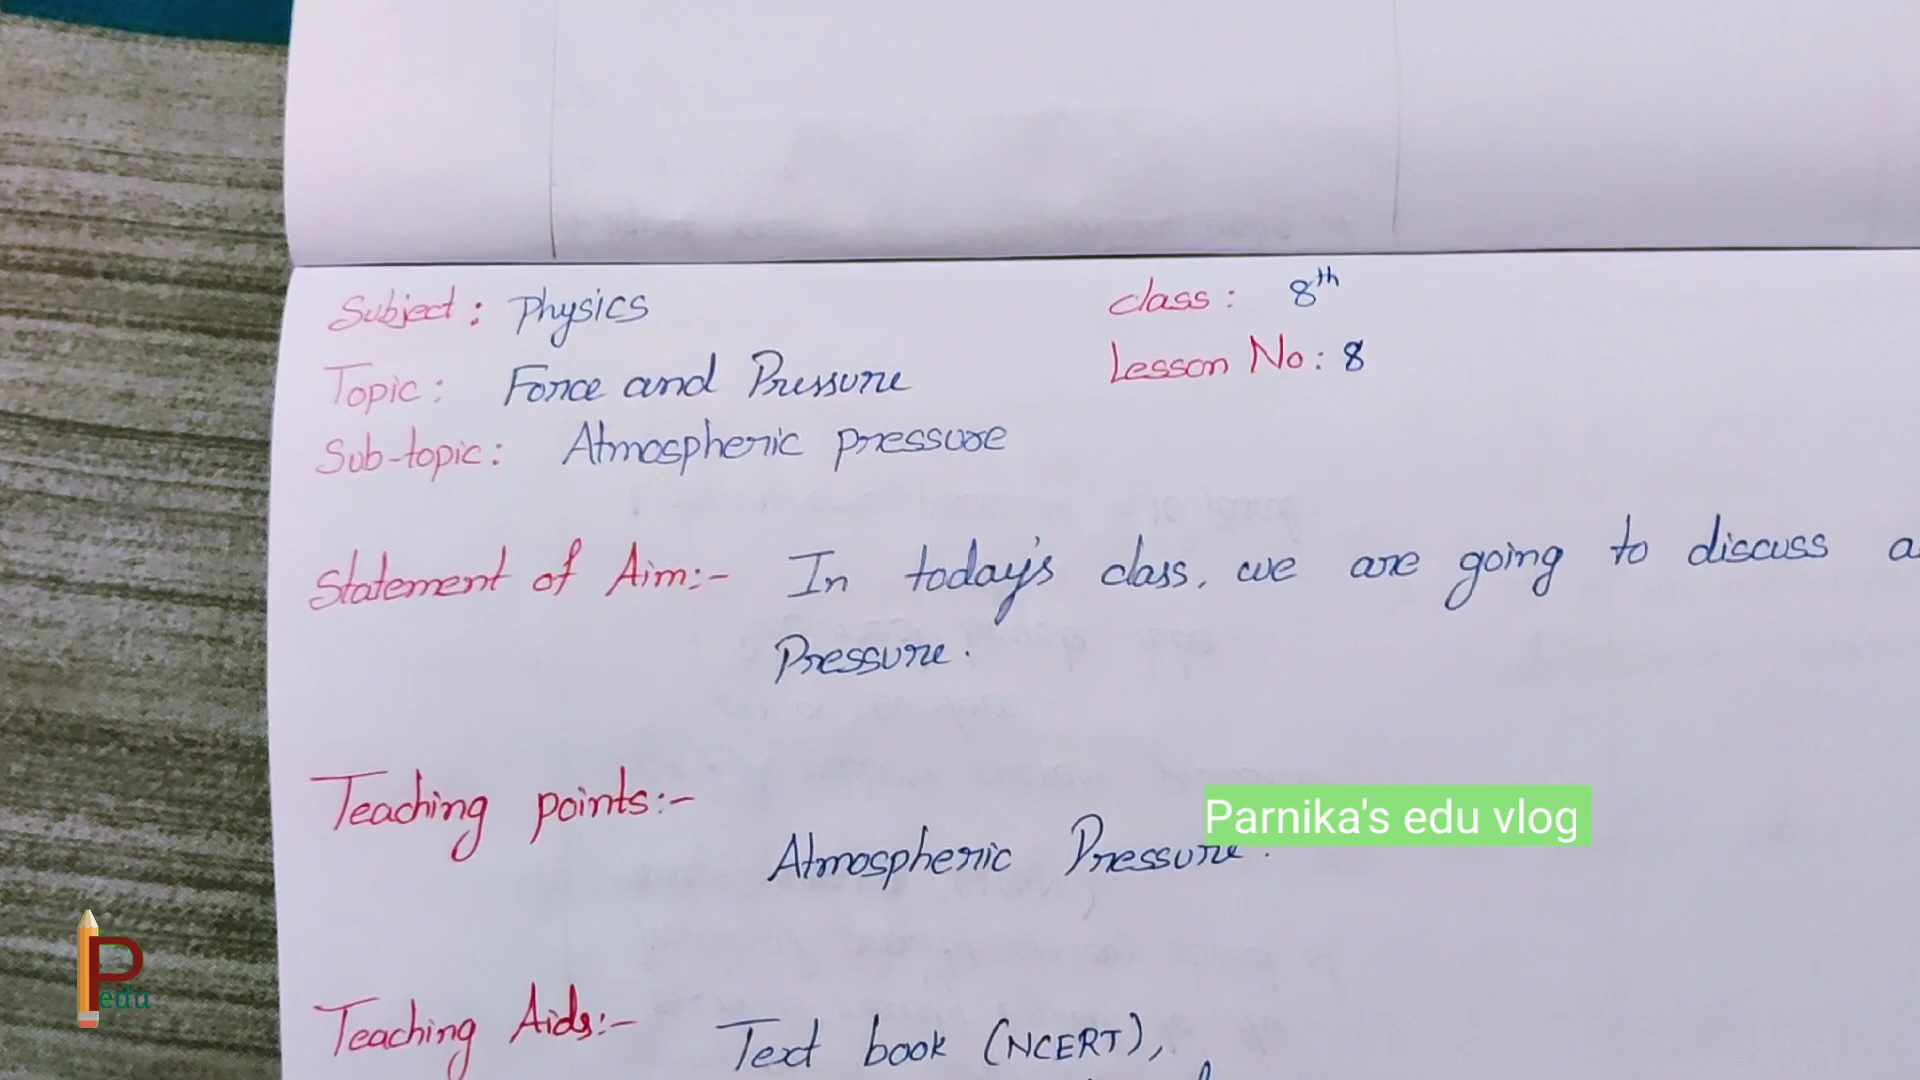 Subject: Physics
class: 8th
Topic: Force and Pressure
Lesson No: 8
Sub-topic: Atmospheric pressure
Statement of Aim:- In today's class, we are going to discuss
Pressure.
Teaching points:-
Parnika's edu vlog
Atmospheric Pressure.
Teaching Aids:- Text book (NCERT),
P
edu